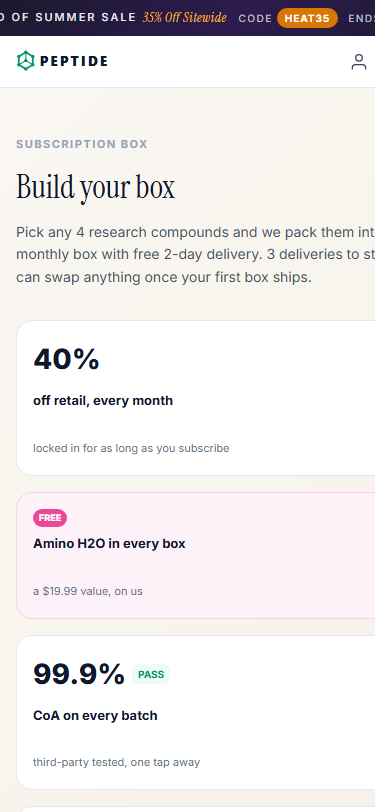 OF SUMMER SALE 35% Off Sitewide CODE HEAT35 ENDS
PEPTIDE
SUBSCRIPTION BOX
Build your box
Pick any 4 research compounds and we pack them int
monthly box with free 2-day delivery. 3 deliveries to st
can swap anything once your first box ships.
40%
off retail, every month
locked in for as long as you subscribe
FREE
Amino H2O in every box
a $19.99 value, on us
99.9% PASS
CoA on every batch
third-party tested, one tap away